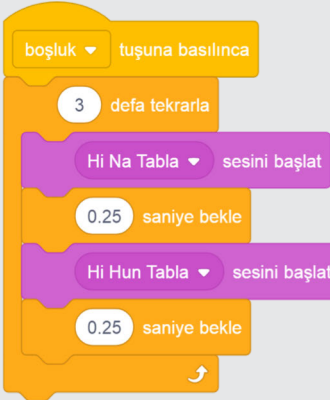 boşluk tuşuna basılınca
3 defa tekrarla
Hi Na Tabla sesini başlat
0.25 saniye bekle
Hi Hun Tabla sesini başlat
0.25 saniye bekle